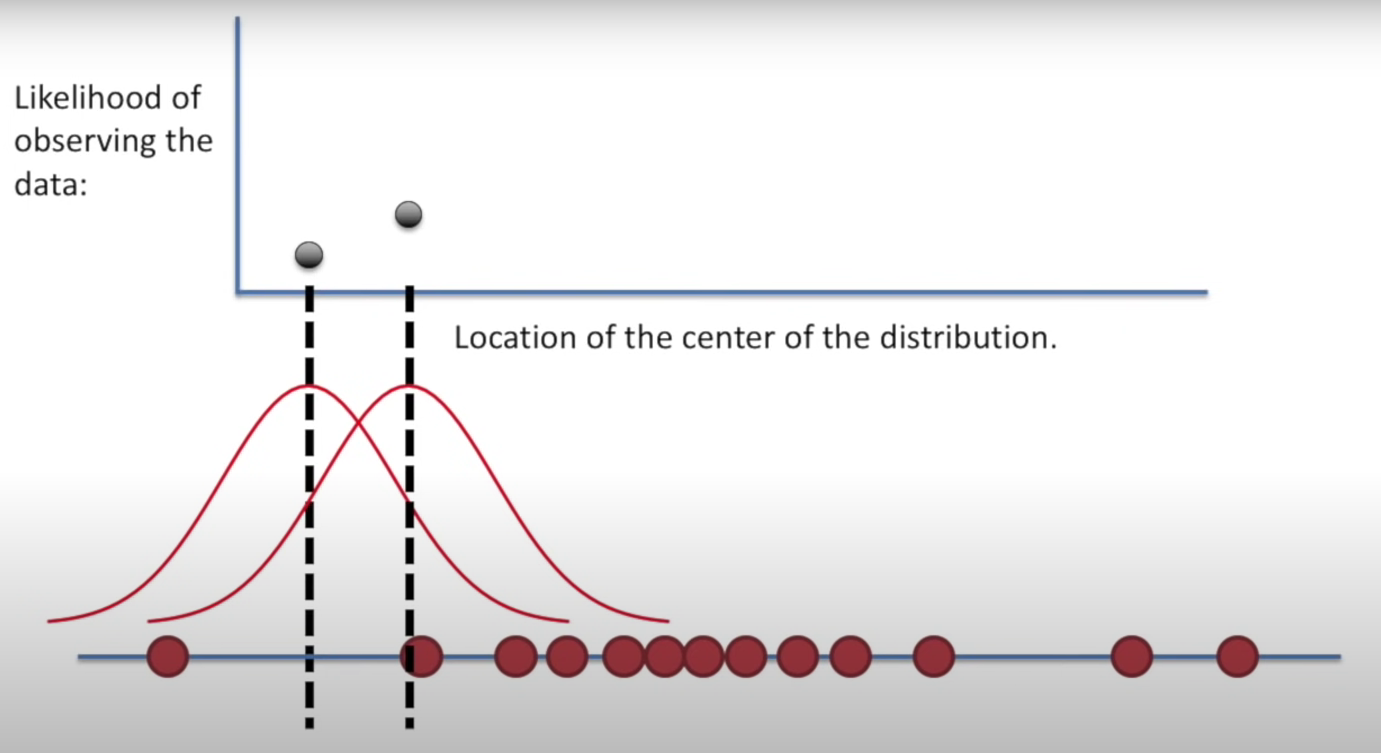 Likelihood of
observing the
data:
Location of the center of the distribution.